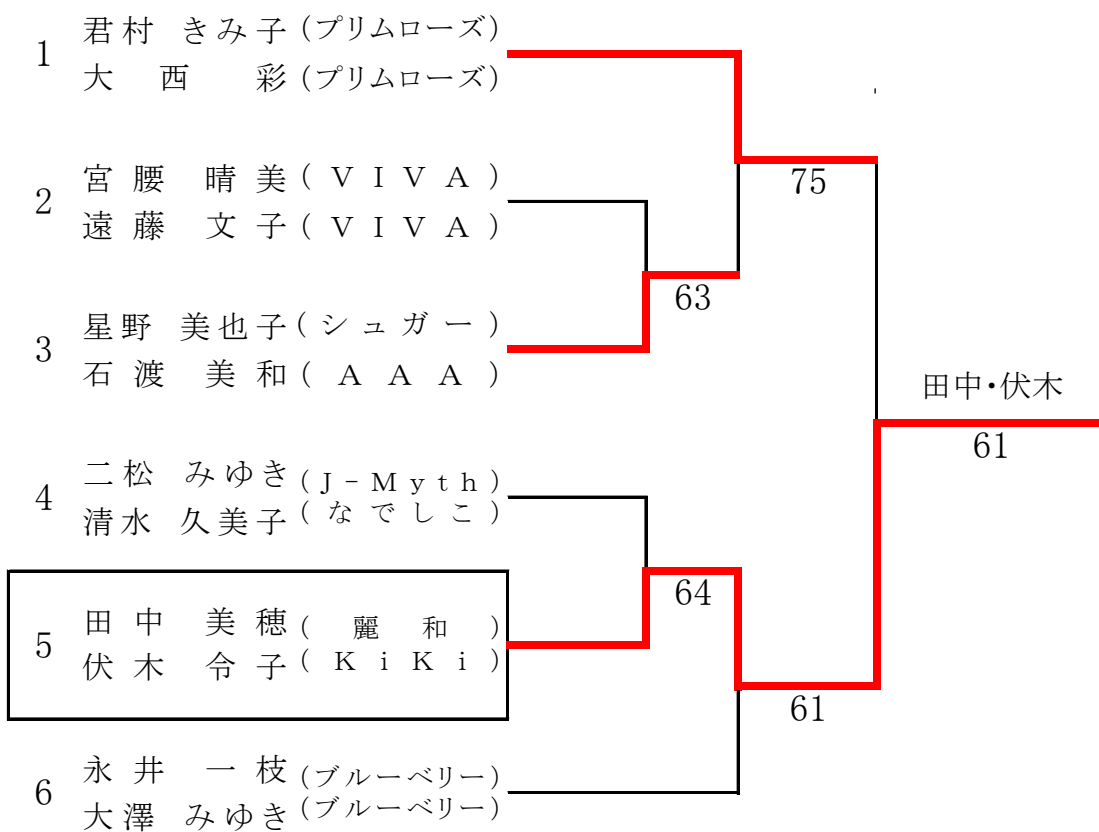 1
君村 きみ子 (プリムローズ)
大西 彩 (プリムローズ)
75
2
宮腰 晴美 (VIVA)
遠藤 文子 (VIVA)
63
3
星野 美也子 (シュガー)
石渡 美和 (AAA)
田中・伏木
61
4
二松 みゆき (J-Myth)
清水 久美子 (なでしこ)
64
5
田中 美穂 (麗和)
伏木 令子 (KiKi)
61
6
永井 一枝 (ブルーベリー)
大澤 みゆき (ブルーベリー)